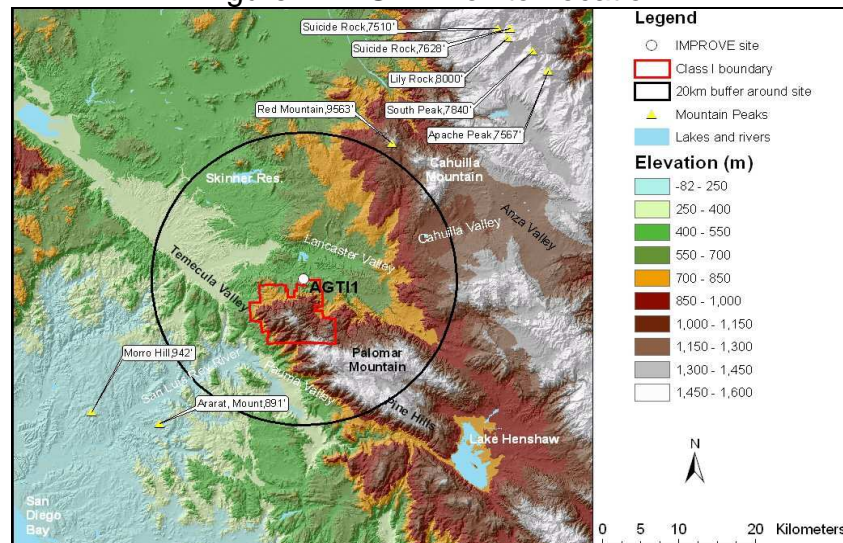 Suicide Rock,7510'
Suicide Rock,7628'
Lily Rock,8000'
Red Mountain,9563'
South Peak,7840'
Apache Peak,7567'
Cahuilla
Mountain
Skinner Res.
Anza Valley
Cahuilla Valley
Lancaster Valley
Temecula Valley
AGTI1
Morro Hill,942'
Palomar
Mountain
San Luis Rey River
Pauma Valley
Ararat, Mount,891'
Pine Hills
Lake Henshaw
San
Diego
Bay
Legend
IMPROVE site
Class I boundary
20km buffer around site
Mountain Peaks
Lakes and rivers
Elevation (m)
-82 - 250
250 - 400
400 - 550
550 - 700
700 - 850
850 - 1,000
1,000 - 1,150
1,150 - 1,300
1,300 - 1,450
1,450 - 1,600
N
0 5 10 20 Kilometers